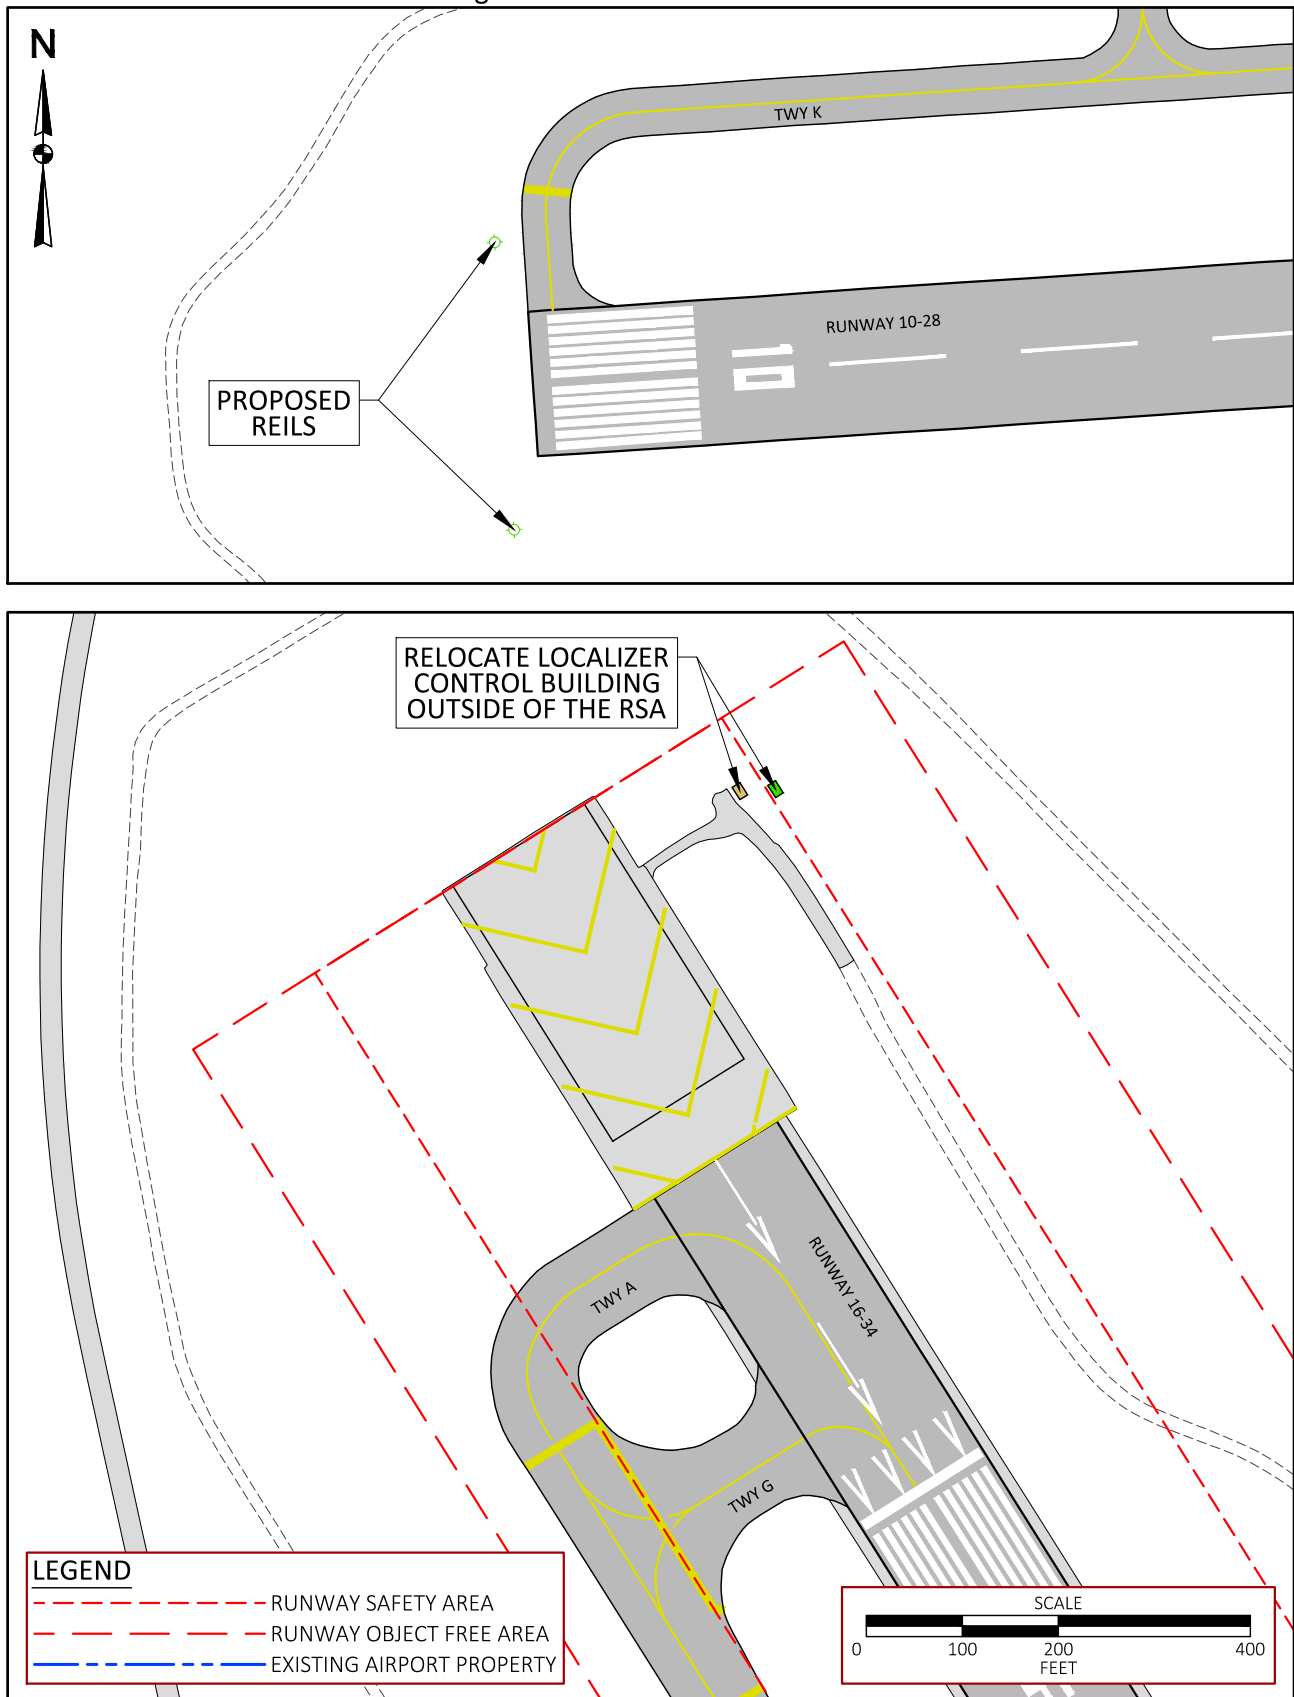 N
TWY K
RUNWAY 10-28
10
PROPOSED
REILS
RELOCATE LOCALIZER
CONTROL BUILDING
OUTSIDE OF THE RSA
TWY A
RUNWAY 16-34
TWY G
LEGEND
RUNWAY SAFETY AREA
RUNWAY OBJECT FREE AREA
EXISTING AIRPORT PROPERTY
SCALE
0 100 200 400
FEET